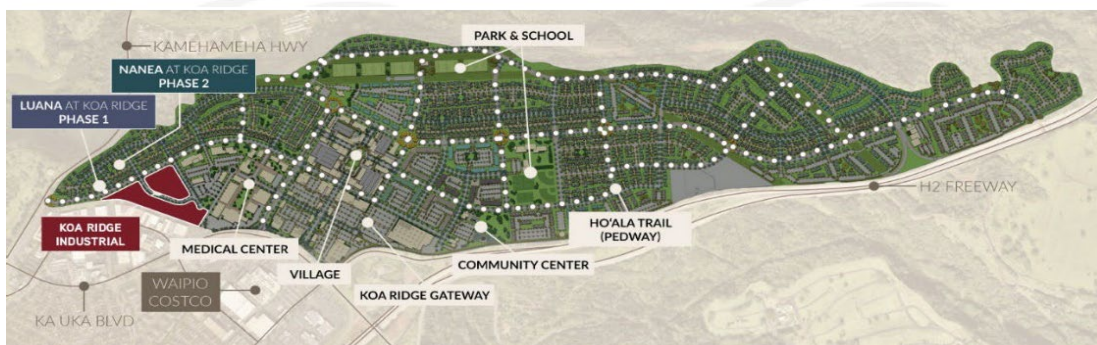 PARK & SCHOOL
KAMEHAMEHA HWY
NANEA AT KOA RIDGE
PHASE 2
LUANA AT KOA RIDGE
PHASE 1
KOA RIDGE
INDUSTRIAL
MEDICAL CENTER
VILLAGE
KOA RIDGE GATEWAY
COMMUNITY CENTER
HO‘ALA TRAIL
(PEDWAY)
H2 FREEWAY
WAIPIO
COSTCO
KA UKA BLVD